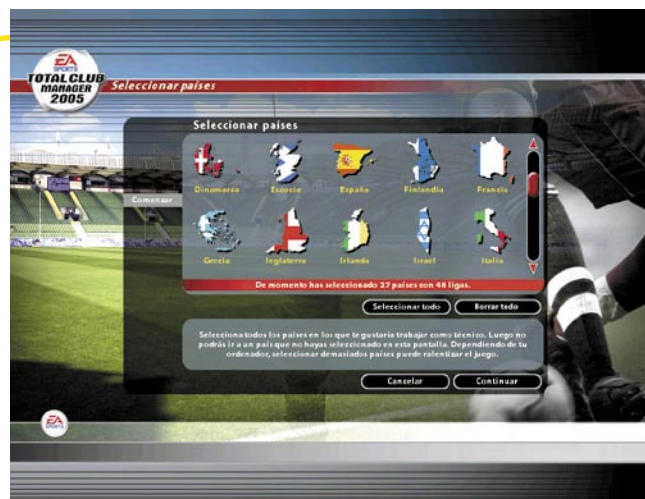 EA
SPORTS
TOTAL CLUB
MANAGER
2005
Seleccionar países
Seleccionar países
Dinamarca Escocia España Finlandia Francia
Comenzar
Grecia Inglaterra Irlanda Israel Italia
De momento has seleccionado 27 países con 48 ligas.
Seleccionar todo Borrar todo
Selecciona todos los países en los que te gustaría trabajar como técnico. Luego no
podrás ir a un país que no hayas seleccionado en esta pantalla. Dependiendo de tu
ordenador, seleccionar demasiados países puede ralentizar el juego.
Cancelar Continuar
EA
SPORTS